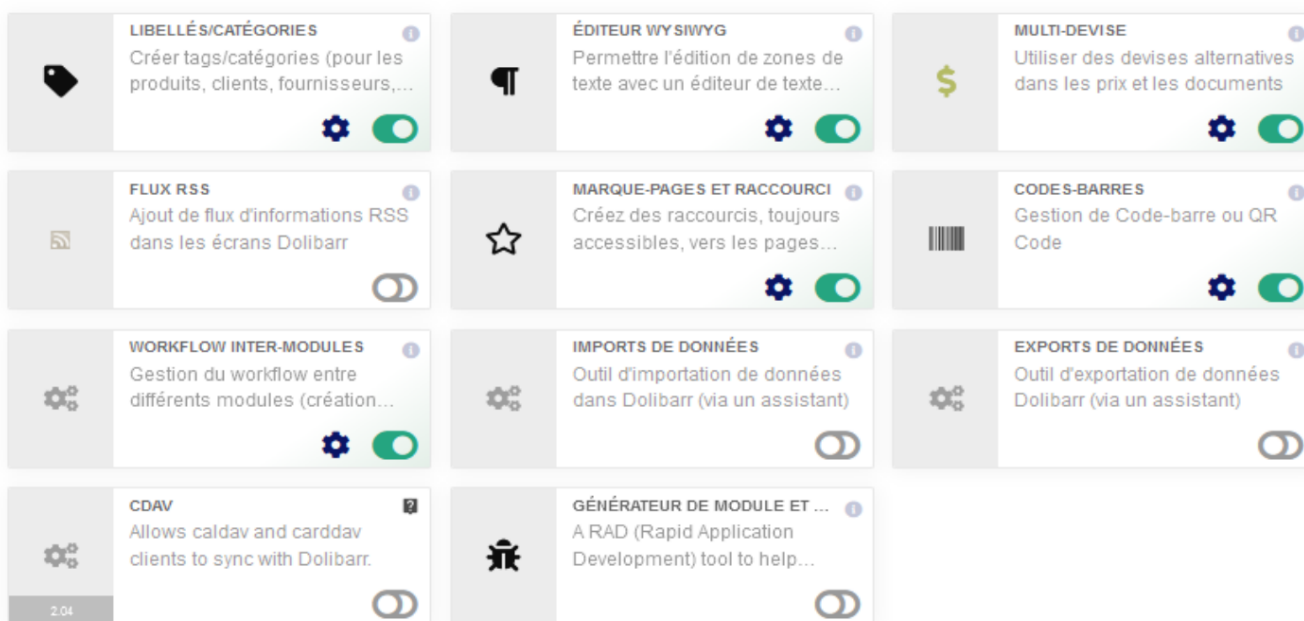 LIBELLÉS/CATÉGORIES
Créer tags/catégories (pour les
produits, clients, fournisseurs,...
ÉDITEUR WYSIWYG
Permettre l'édition de zones de
texte avec un éditeur de texte...
MULTI-DEVISE
Utiliser des devises alternatives
dans les prix et les documents
FLUX RSS
Ajout de flux d'informations RSS
dans les écrans Dolibarr
MARQUE-PAGES ET RACCOURCI
Créez des raccourcis, toujours
accessibles, vers les pages...
CODES-BARRES
Gestion de Code-barre ou QR
Code
WORKFLOW INTER-MODULES
Gestion du workflow entre
différents modules (création...
IMPORTS DE DONNÉES
Outil d'importation de données
dans Dolibarr (via un assistant)
EXPORTS DE DONNÉES
Outil d'exportation de données
Dolibarr (via un assistant)
CDAV
Allows caldav and carddav
clients to sync with Dolibarr.
2.04
GÉNÉRATEUR DE MODULE ET ...
A RAD (Rapid Application
Development) tool to help...